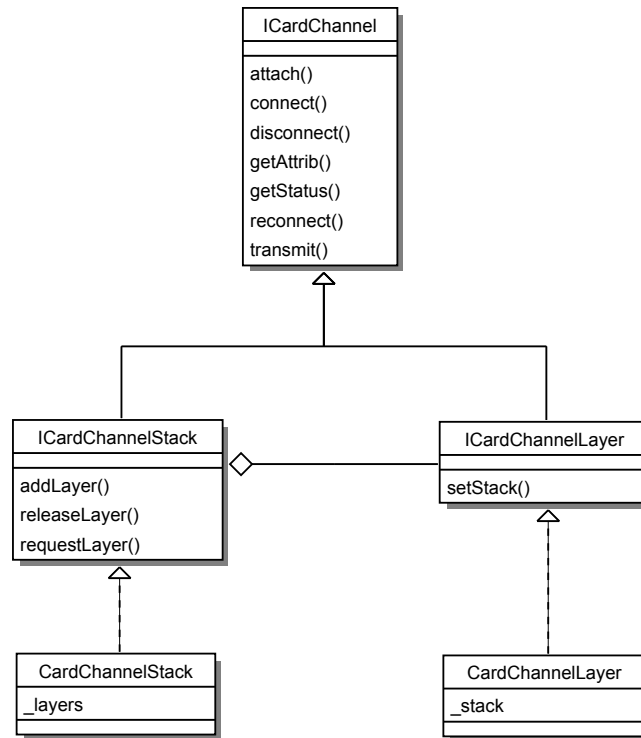 ICardChannel
attach()
connect()
disconnect()
getAttrib()
getStatus()
reconnect()
transmit()
ICardChannelStack
addLayer()
releaseLayer()
requestLayer()
ICardChannelLayer
setStack()
CardChannelStack
_layers
CardChannelLayer
_stack